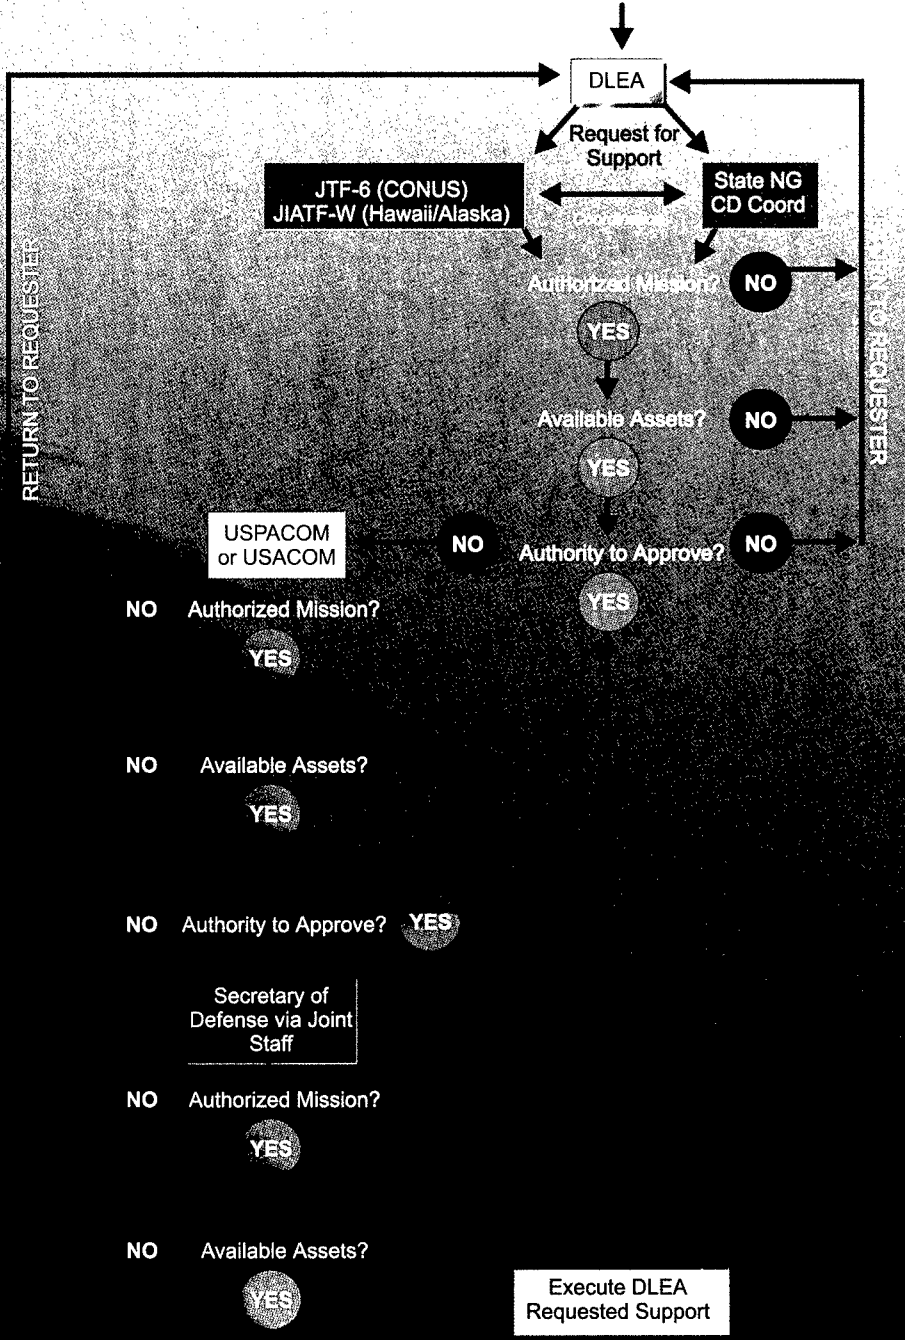 DLEA
Request for
Support
JTF-6 (CONUS)
JIATF-W (Hawaii/Alaska)
State NG
CD Coord
Authorized Mission?
NO
YES
RETURN TO REQUESTER
TO REQUESTER
Available Assets?
NO
YES
USPACOM
or USACOM
NO
Authority to Approve?
NO
YES
NO
Authorized Mission?
YES
NO
Available Assets?
YES
NO
Authority to Approve?
YES
Secretary of
Defense via Joint
Staff
NO
Authorized Mission?
YES
NO
Available Assets?
YES
Execute DLEA
Requested Support